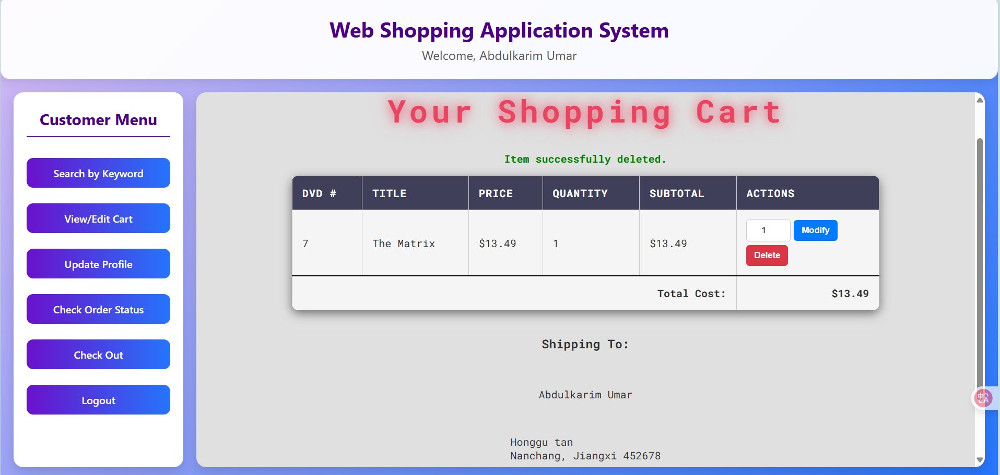 Web Shopping Application System
Welcome, Abdulkarim Umar
Customer Menu
Search by Keyword
View/Edit Cart
Update Profile
Check Order Status
Check Out
Logout
Your Shopping Cart
Item successfully deleted.
DVD # TITLE PRICE QUANTITY SUBTOTAL ACTIONS
7 The Matrix $13.49 1 $13.49 1 Modify
Delete
Total Cost: $13.49
Shipping To:
Abdulkarim Umar
Honggu tan
Nanchang, Jiangxi 452678